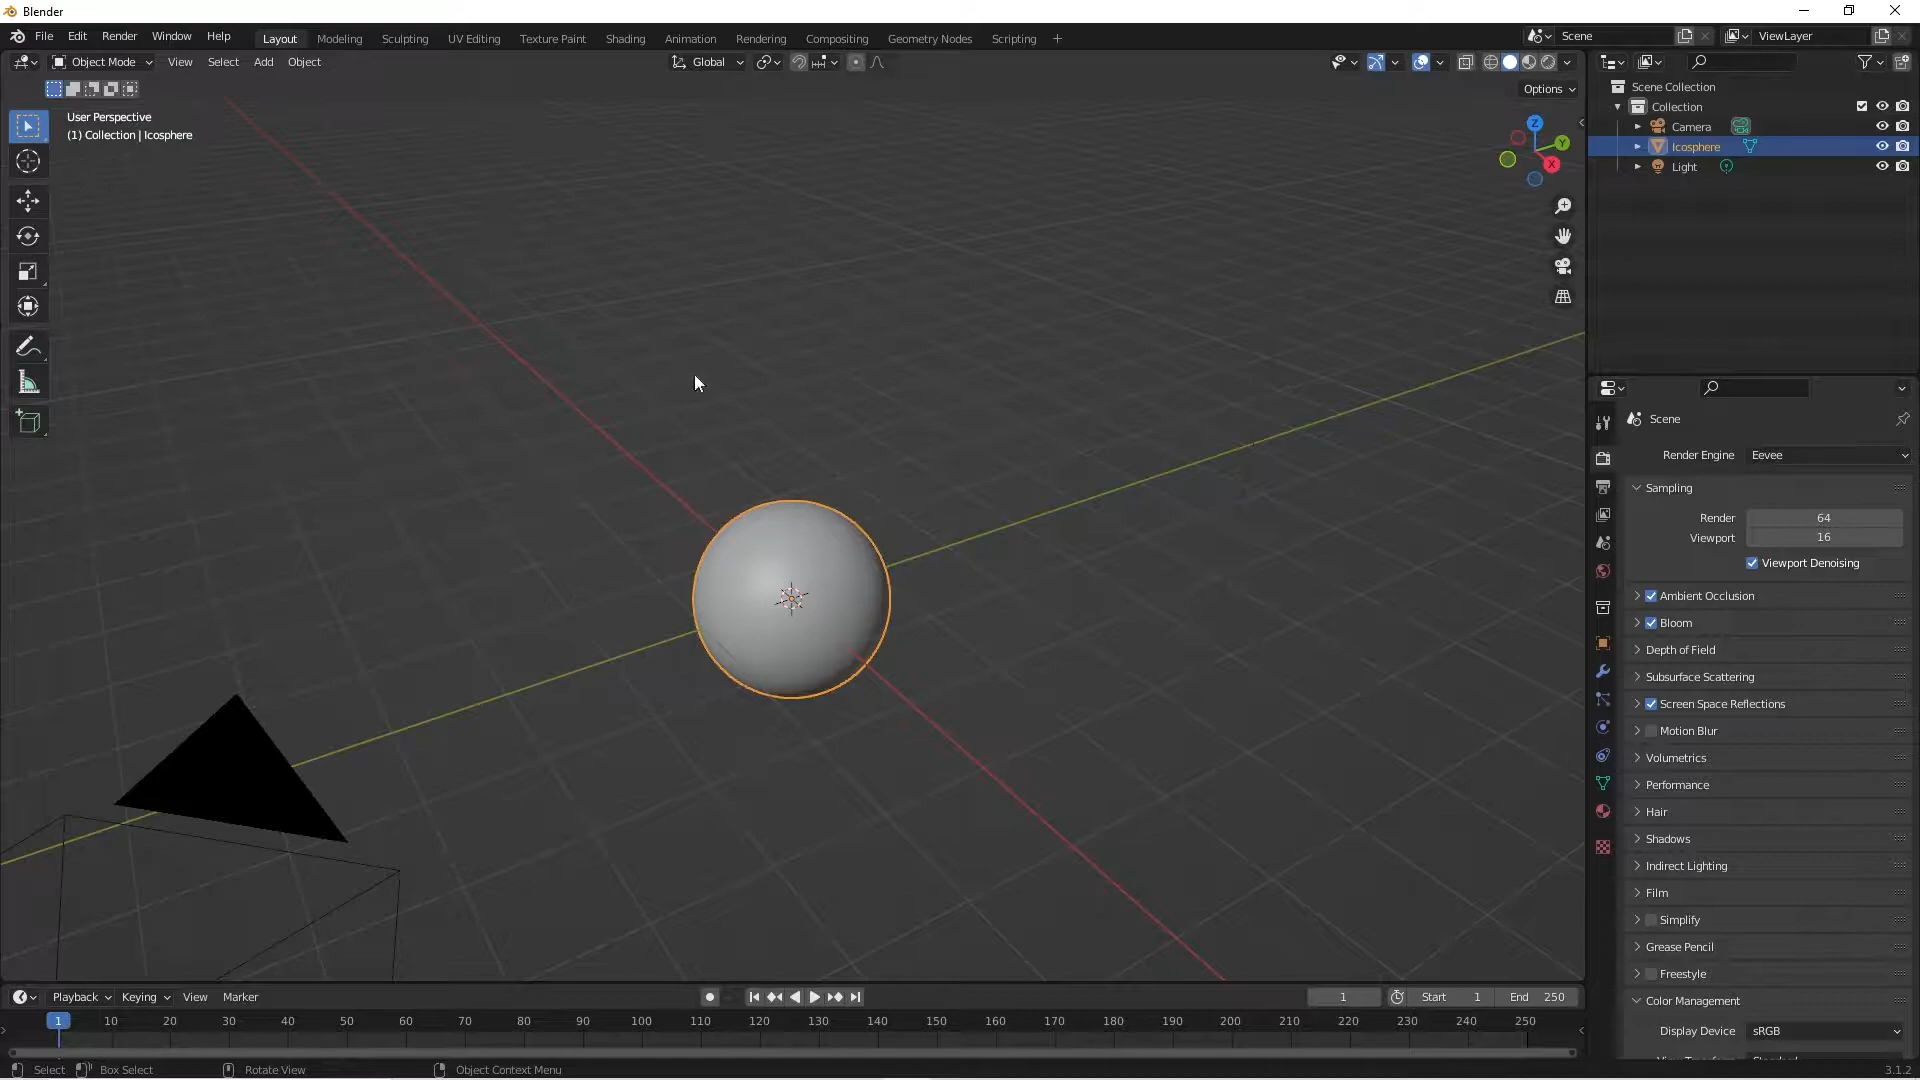 Blender
File Edit Render Window Help Layout Modeling Sculpting UV Editing Texture Paint Shading Animation Rendering Compositing Geometry Nodes Scripting + Scene ViewLayer
Object Mode View Select Add Object Global
Options
User Perspective
(1) Collection | Icosphere
Z
Y
X
Scene Collection
Collection
Camera
Icosphere
Light
Scene
Render Engine Eevee
Sampling
Render 64
Viewport 16
Viewport Denoising
Ambient Occlusion
Bloom
Depth of Field
Subsurface Scattering
Screen Space Reflections
Motion Blur
Volumetrics
Performance
Hair
Shadows
Indirect Lighting
Film
Simplify
Grease Pencil
Freestyle
Color Management
Display Device sRGB
Playback Keying View Marker 1 Start 1 End 250
1 10 20 30 40 50 60 70 80 90 100 110 120 130 140 150 160 170 180 190 200 210 220 230 240 250
Select Box Select Rotate View Object Context Menu 3.1.2